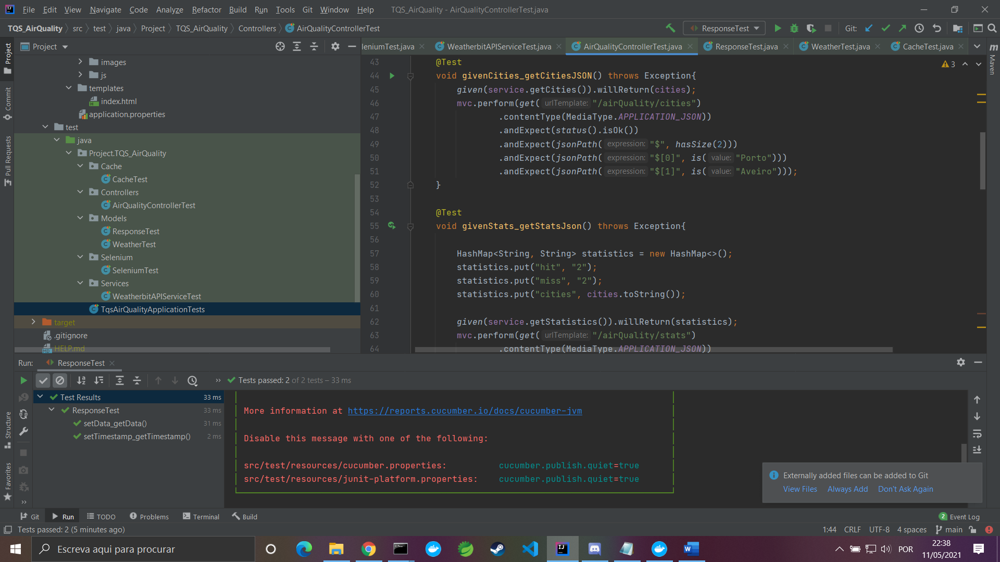 File Edit View Navigate Code Analyze Refactor Build Run Tools Git Window Help TQS_AirQuality - AirQualityControllerTest.java
TQS_AirQuality src test java Project TQS_AirQuality Controllers AirQualityControllerTest ResponseTest Git:
Project
leniumTest.java WeatherbitAPIServiceTest.java AirQualityControllerTest.java ResponseTest.java WeatherTest.java CacheTest.java
images
js
templates
index.html
application.properties
test
java
Project.TQS_AirQuality
Cache
CacheTest
Controllers
AirQualityControllerTest
Models
ResponseTest
WeatherTest
Selenium
SeleniumTest
Services
WeatherbitAPIServiceTest
TqsAirQualityApplicationTests
target
.gitignore
HELP.md
Project
Commit
Pull Requests
Structure
Favorites
Maven
3
43 @Test
44 void givenCities_getCitiesJSON() throws Exception{
45 given(service.getCities()).willReturn(cities);
46 mvc.perform(get( urlTemplate: "/airQuality/cities")
47 .contentType(MediaType.APPLICATION_JSON))
48 .andExpect(status().isOk())
49 .andExpect(jsonPath( expression: "$", hasSize(2)))
50 .andExpect(jsonPath( expression: "$[0]", is( value: "Porto")))
51 .andExpect(jsonPath( expression: "$[1]", is( value: "Aveiro")));
52 }
53
54 @Test
55 void givenStats_getStatsJson() throws Exception{
56
57 HashMap<String, String> statistics = new HashMap<>();
58 statistics.put("hit", "2");
59 statistics.put("miss", "2");
60 statistics.put("cities", cities.toString());
61
62 given(service.getStatistics()).willReturn(statistics);
63 mvc.perform(get( urlTemplate: "/airQuality/stats")
64 .contentType(MediaType.APPLICATION_JSON))
Run: ResponseTest
Tests passed: 2 of 2 tests – 33 ms
Test Results 33 ms
ResponseTest 33 ms
setData_getData() 31 ms
setTimestamp_getTimestamp() 2 ms
More information at https://reports.cucumber.io/docs/cucumber-jvm
Disable this message with one of the following:
src/test/resources/cucumber.properties: cucumber.publish.quiet=true
src/test/resources/junit-platform.properties: cucumber.publish.quiet=true
Externally added files can be added to Git
View Files Always Add Don't Ask Again
Git Run TODO Problems Terminal Build 2 Event Log
Tests passed: 2 (5 minutes ago) 1:44 CRLF UTF-8 4 spaces main
Escreva aqui para procurar
POR
22:38
11/05/2021